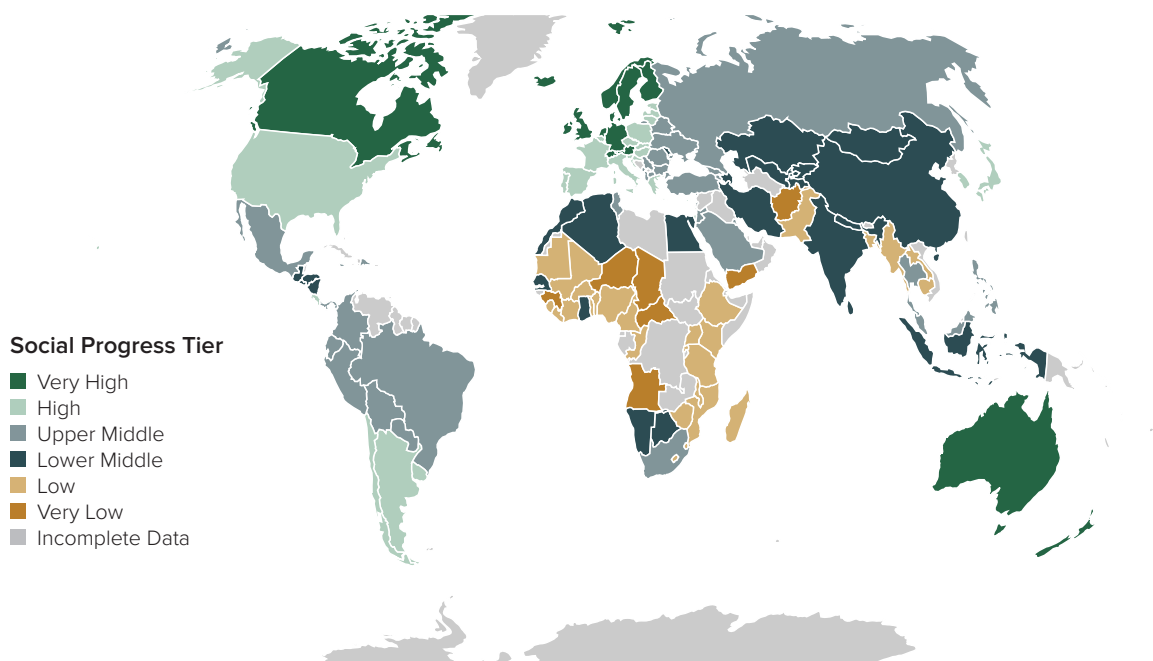 Social Progress Tier
Very High
High
Upper Middle
Lower Middle
Low
Very Low
Incomplete Data